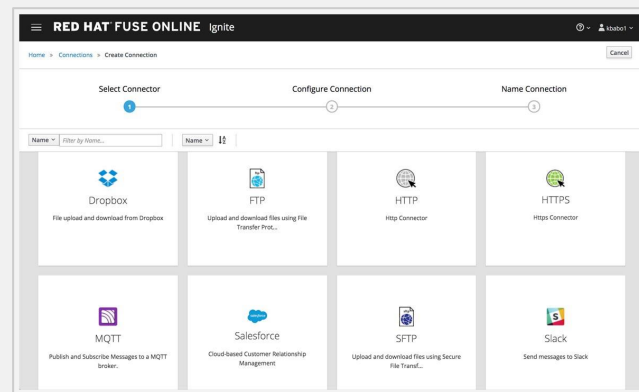 RED HAT FUSE ONLINE Ignite
kbabo1
Home Connections Create Connection
Cancel
Select Connector Configure Connection Name Connection
1 2 3
Name Filter by Name... Name
Dropbox
File upload and download from Dropbox
FTP
Upload and download files using File
Transfer Prot...
HTTP
Http Connector
HTTPS
Https Connector
MQTT
Publish and Subscribe Messages to a MQTT
broker.
salesforce
Salesforce
Cloud-based Customer Relationship
Management
SFTP
Upload and download files using Secure
File Transf...
S
Slack
Send messages to Slack